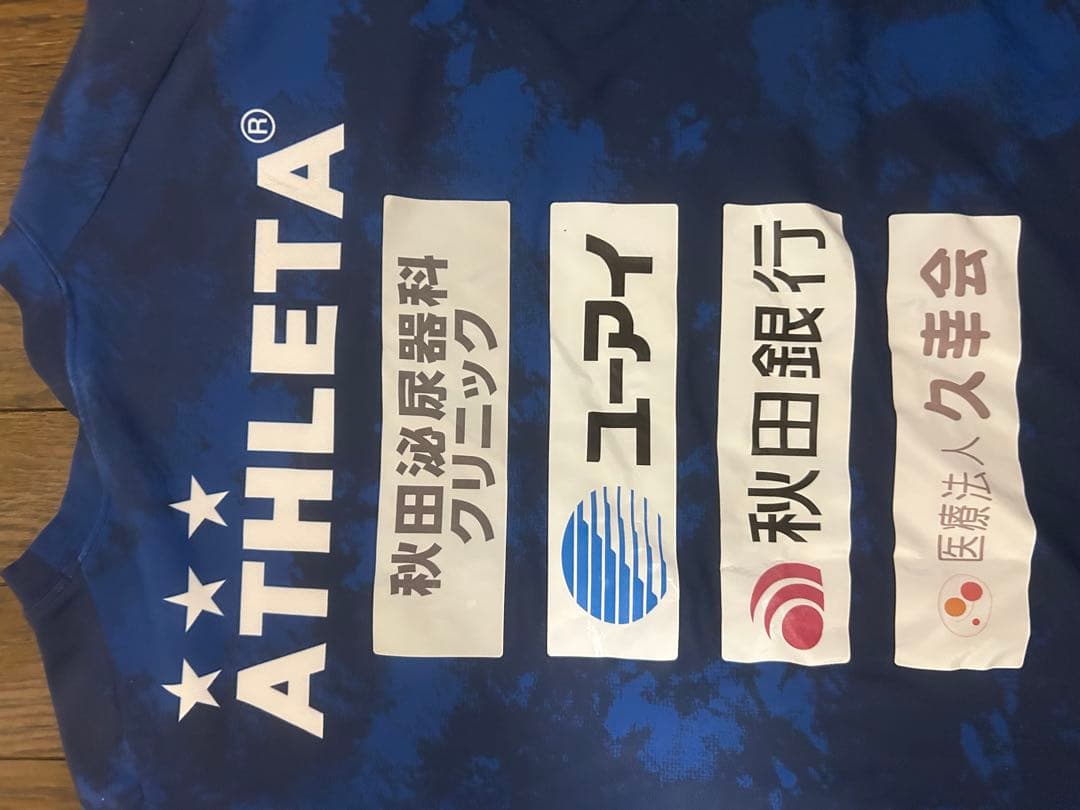 ATHLETA®
秋田泌尿器科
クリニック
ユーアイ
秋田銀行
医療法人 久幸会